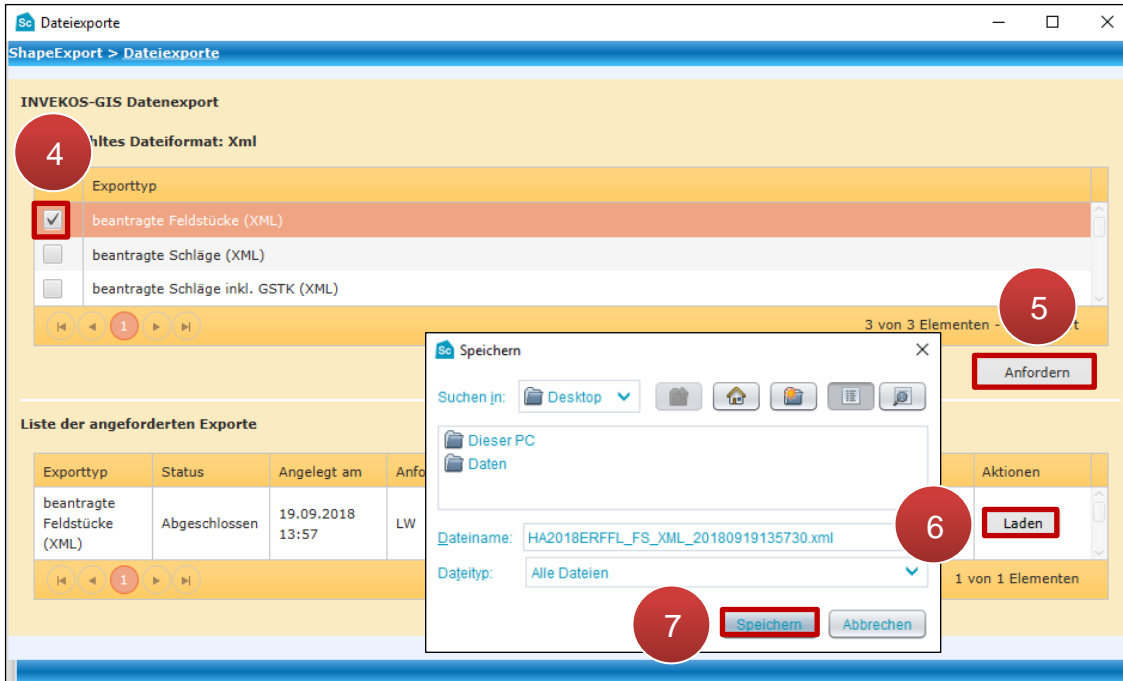 Sc Dateiexporte
ShapeExport > Dateiexporte
INVEKOS-GIS Datenexport
4
Dateiformat: Xml
Exporttyp
beantragte Feldstücke (XML)
beantragte Schläge (XML)
beantragte Schläge inkl. GSTK (XML)
1
3 von 3 Elementen -
5
Anfordern
Liste der angeforderten Exporte
Exporttyp Status Angelegt am Anfo Aktionen
beantragte
Feldstücke
(XML)
Abgeschlossen
19.09.2018
13:57
LW
Laden
1
1 von 1 Elementen
Sc Speichern
Suchen in: Desktop
Dieser PC
Daten
6
Dateiname: HA2018ERFFL_FS_XML_20180919135730.xml
Dateityp: Alle Dateien
7
Speichern Abbrechen